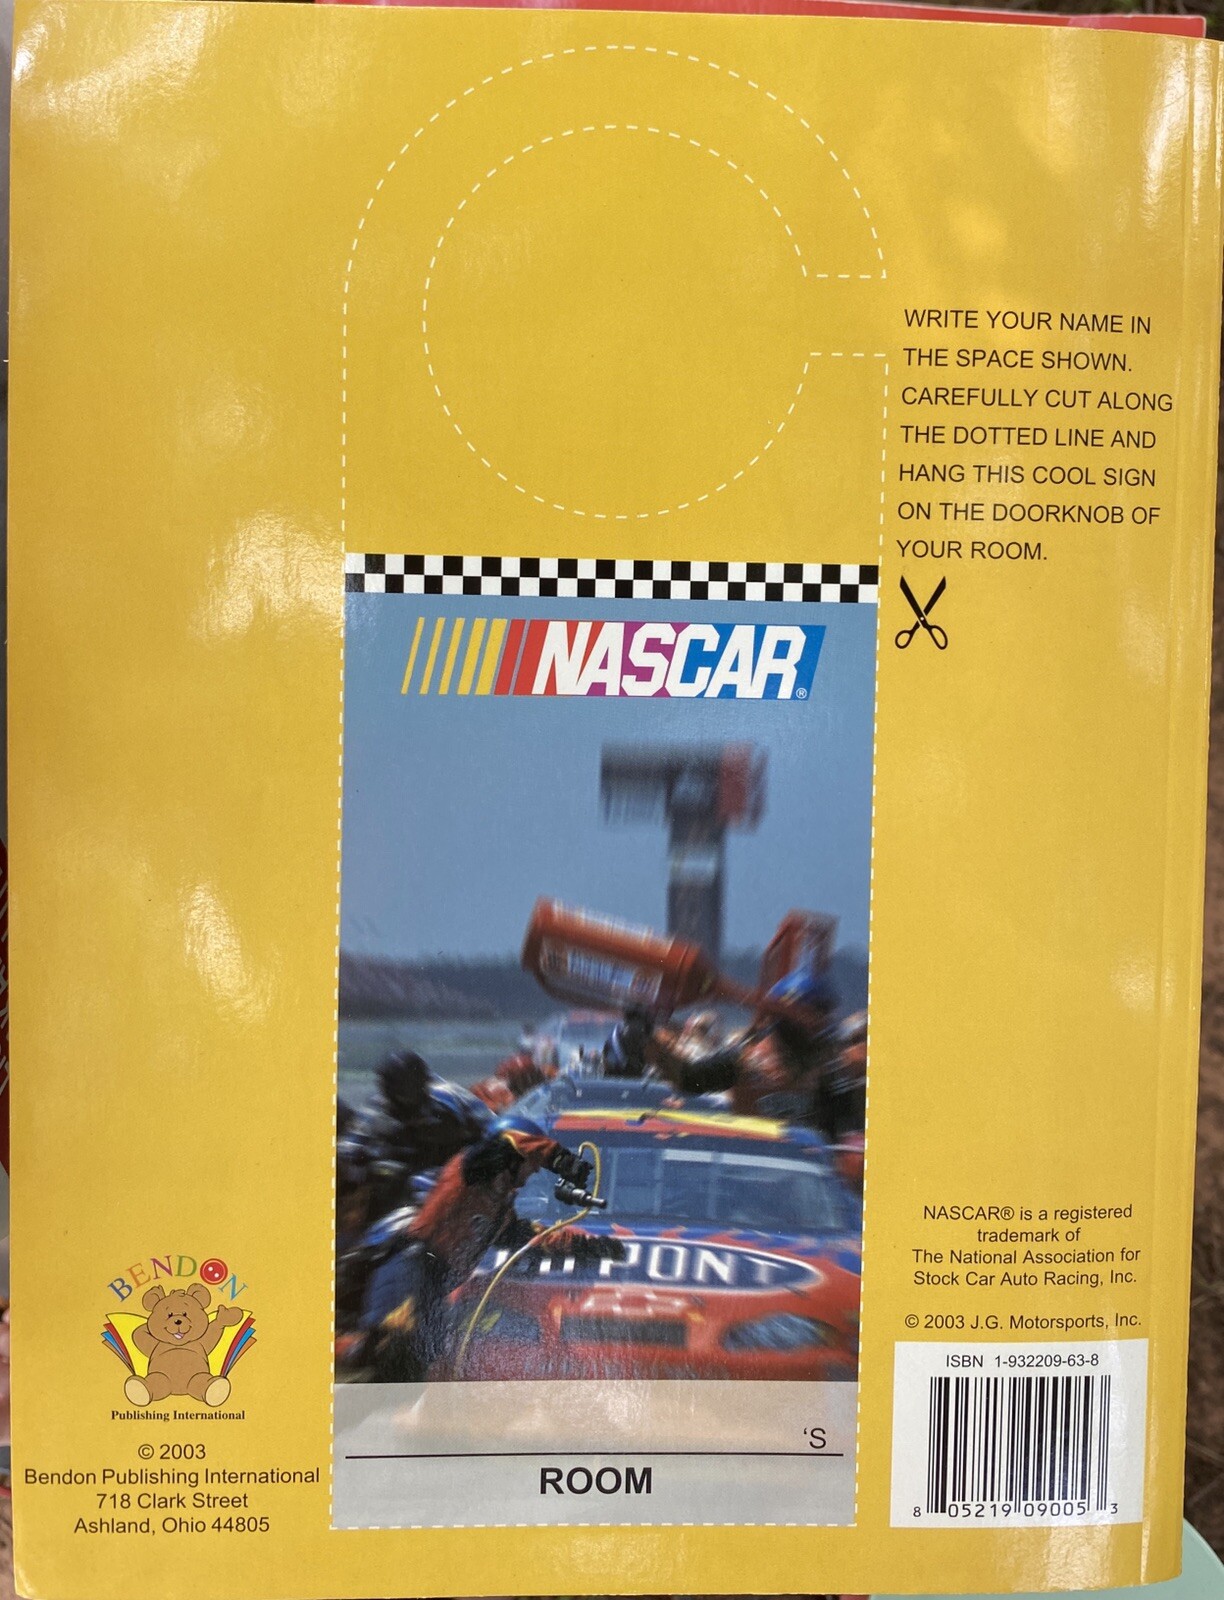 WRITE YOUR NAME IN
THE SPACE SHOWN.
CAREFULLY CUT ALONG
THE DOTTED LINE AND
HANG THIS COOL SIGN
ON THE DOORKNOB OF
YOUR ROOM.
NASCAR®
DUPONT
'S
ROOM
BENDON
Publishing International
© 2003
Bendon Publishing International
718 Clark Street
Ashland, Ohio 44805
NASCAR® is a registered
trademark of
The National Association for
Stock Car Auto Racing, Inc.
© 2003 J.G. Motorsports, Inc.
ISBN 1-932209-63-8
8 05219 09005 3